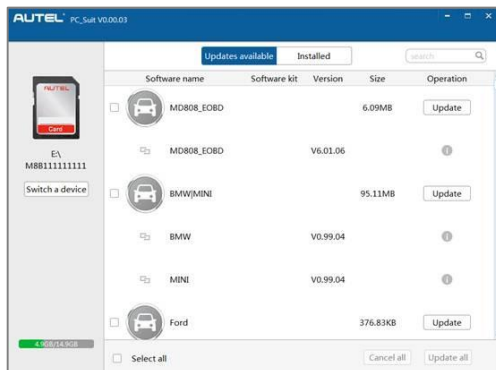 AUTEL PC_Suit V0.00.03
Updates available Installed
search
Software name Software kit Version Size Operation
MD808_EOBD 6.09MB Update
MD808_EOBD V6.01.06
BMW|MINI 95.11MB Update
BMW V0.99.04
MINI V0.99.04
Ford 376.83KB Update
Select all Cancel all Update all
AUTEL
Card
E:\
M8B111111111
Switch a device
4.9GB/14.9GB